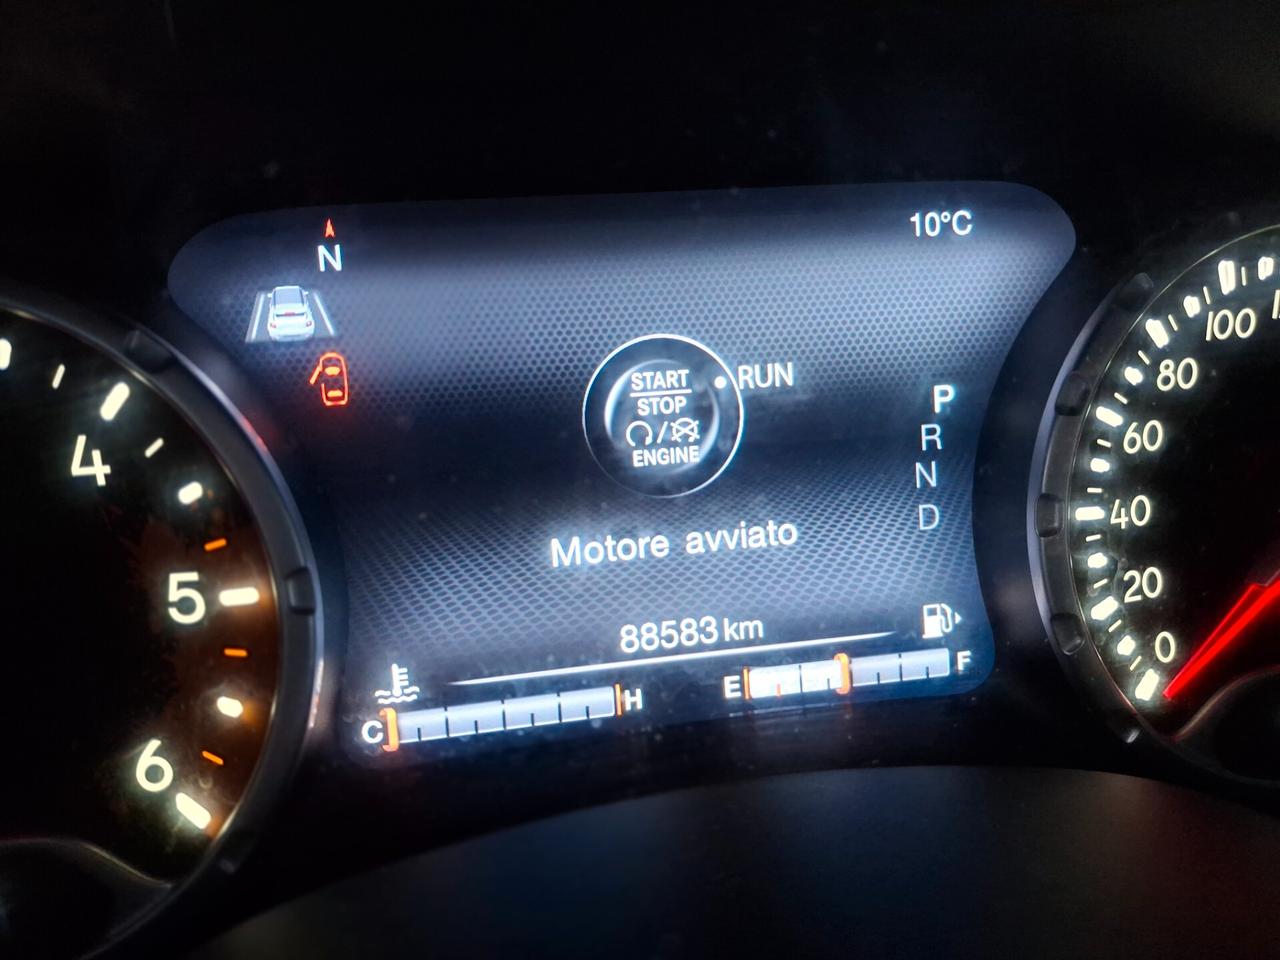 N
10°C
START
STOP
ENGINE
RUN
P
R
N
D
Motore avviato
88583 km
C
H
E
F
4
5
6
100
80
60
40
20
0